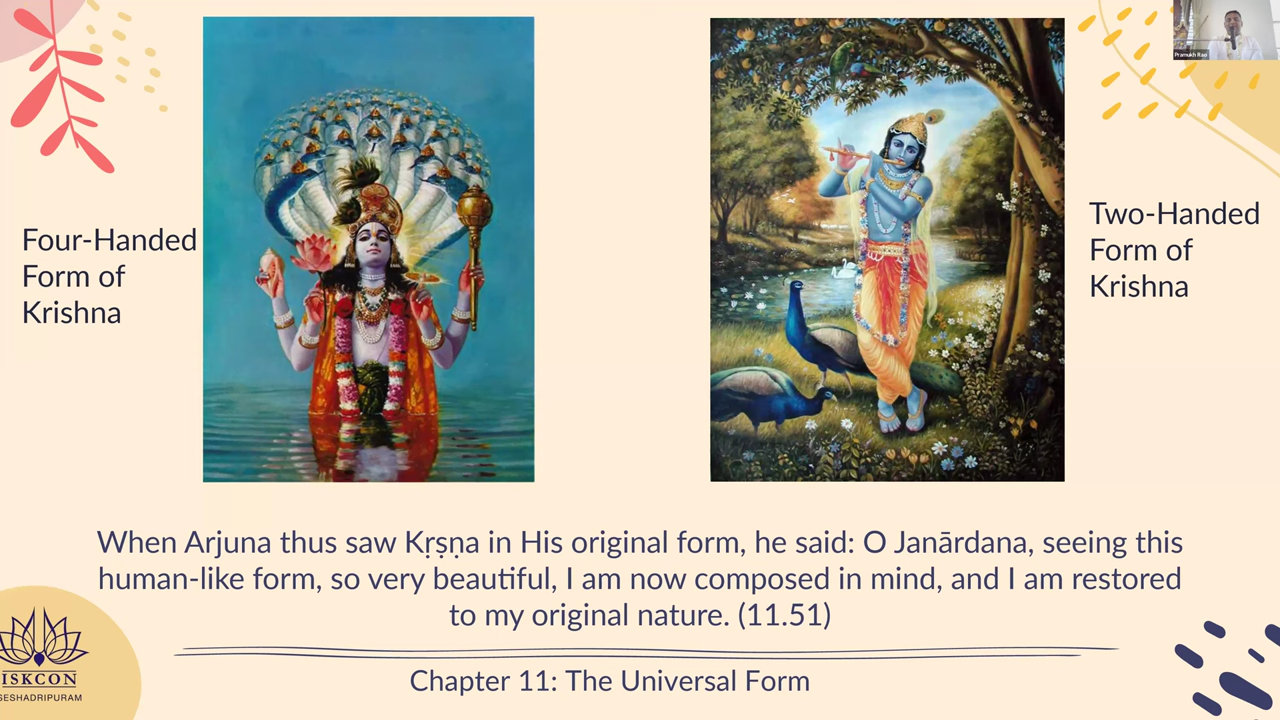 Pramukh Rao
Four-Handed
Form of
Krishna
Two-Handed
Form of
Krishna
When Arjuna thus saw Kṛṣṇa in His original form, he said: O Janārdana, seeing this
human-like form, so very beautiful, I am now composed in mind, and I am restored
to my original nature. (11.51)
Chapter 11: The Universal Form
ISKCON
SESHADRIPURAM